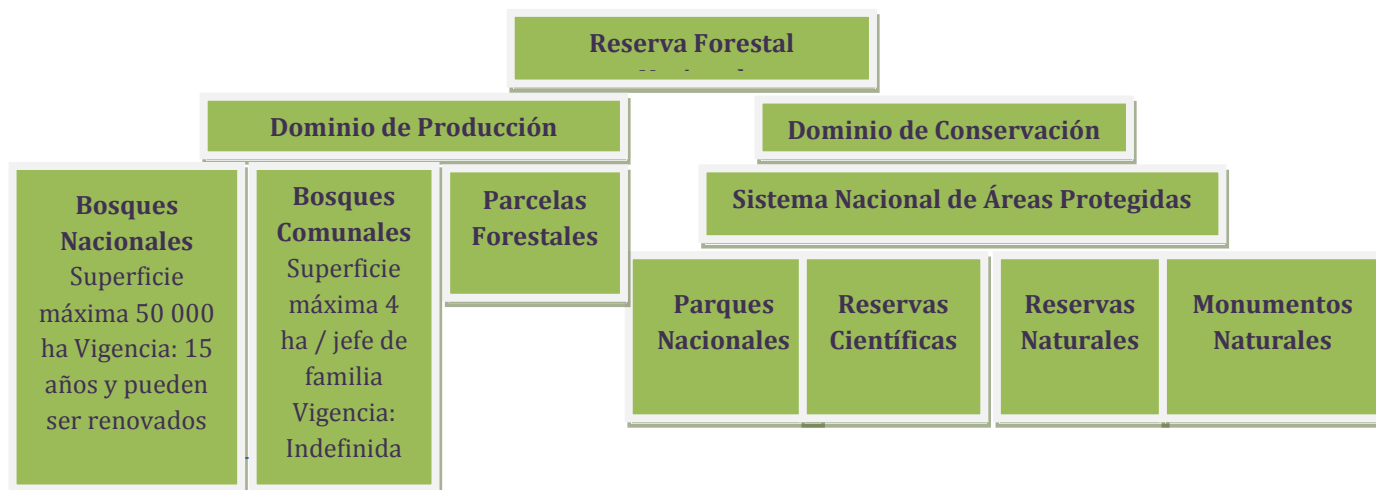 Reserva Forestal
Dominio de Producción
Dominio de Conservación
Bosques
Nacionales
Superficie
máxima 50 000
ha Vigencia: 15
años y pueden
ser renovados
Bosques
Comunales
Superficie
máxima 4
ha / jefe de
familia
Vigencia:
Indefinida
Parcelas
Forestales
Sistema Nacional de Áreas Protegidas
Parques
Nacionales
Reservas
Científicas
Reservas
Naturales
Monumentos
Naturales